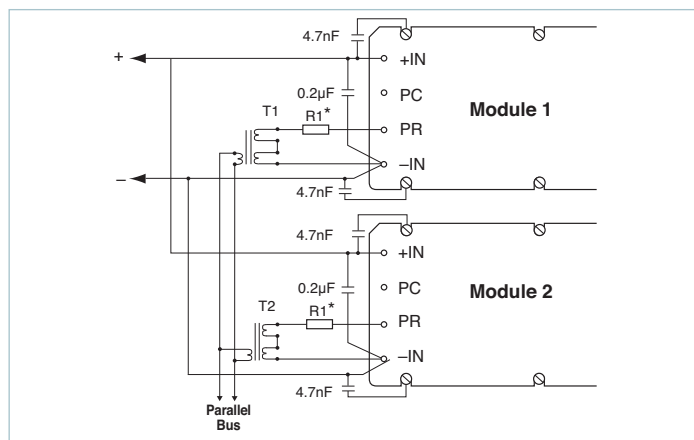 4.7nF
+
+IN
0.2µF
PC
Module 1
T1
R1*
PR
–IN
–
4.7nF
4.7nF
+IN
0.2µF
PC
Module 2
T2
R1*
PR
–IN
4.7nF
Parallel
Bus